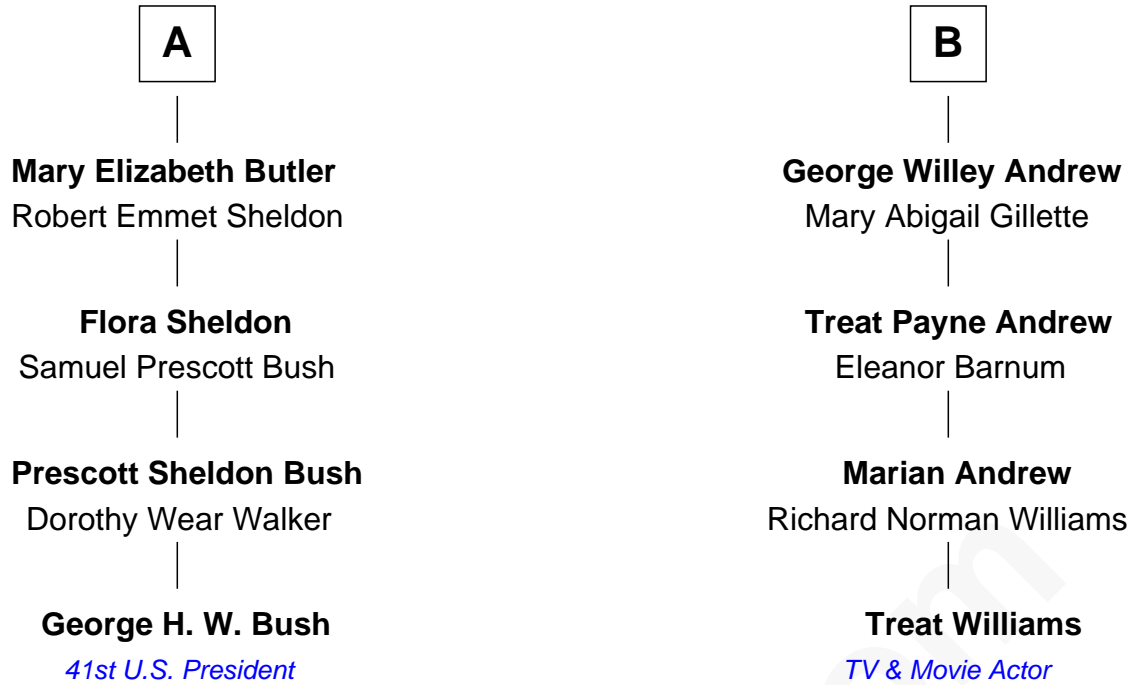 A
Mary Elizabeth Butler
Robert Emmet Sheldon
Flora Sheldon
Samuel Prescott Bush
Prescott Sheldon Bush
Dorothy Wear Walker
George H. W. Bush
41st U.S. President
B
George Willey Andrew
Mary Abigail Gillette
Treat Payne Andrew
Eleanor Barnum
Marian Andrew
Richard Norman Williams
Treat Williams
TV & Movie Actor